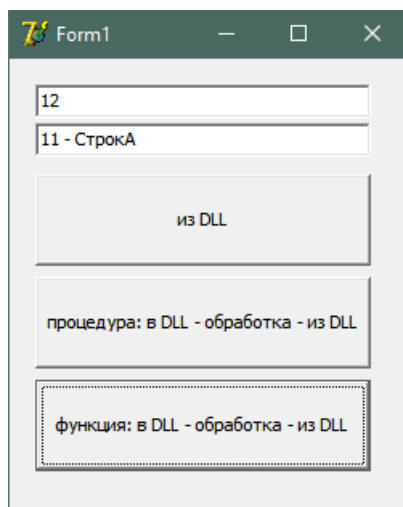 Form1
12
11 - СтрокА
из DLL
процедура: в DLL - обработка - из DLL
функция: в DLL - обработка - из DLL